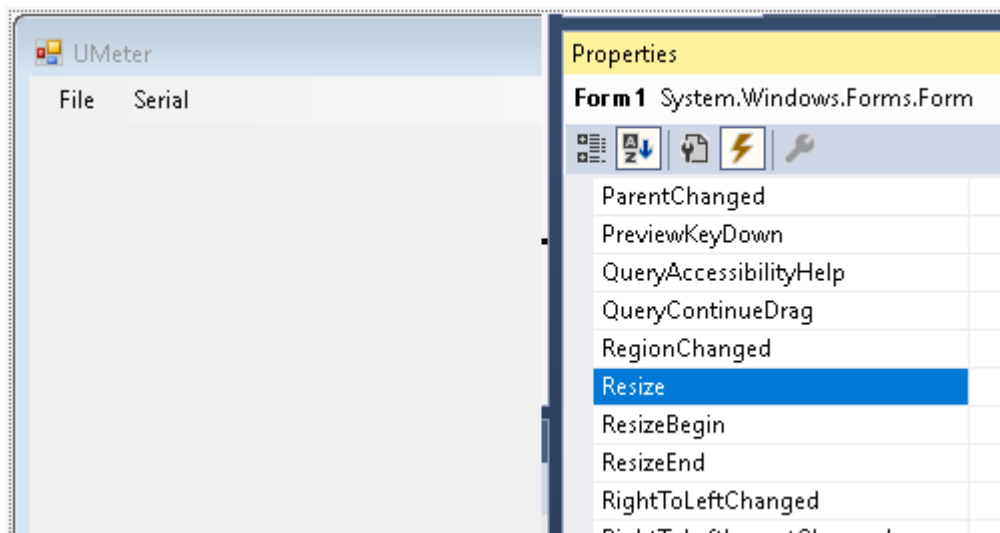 UMeter
File Serial
Properties
Form1 System.Windows.Forms.Form
ParentChanged
PreviewKeyDown
QueryAccessibilityHelp
QueryContinueDrag
RegionChanged
Resize
ResizeBegin
ResizeEnd
RightToLeftChanged